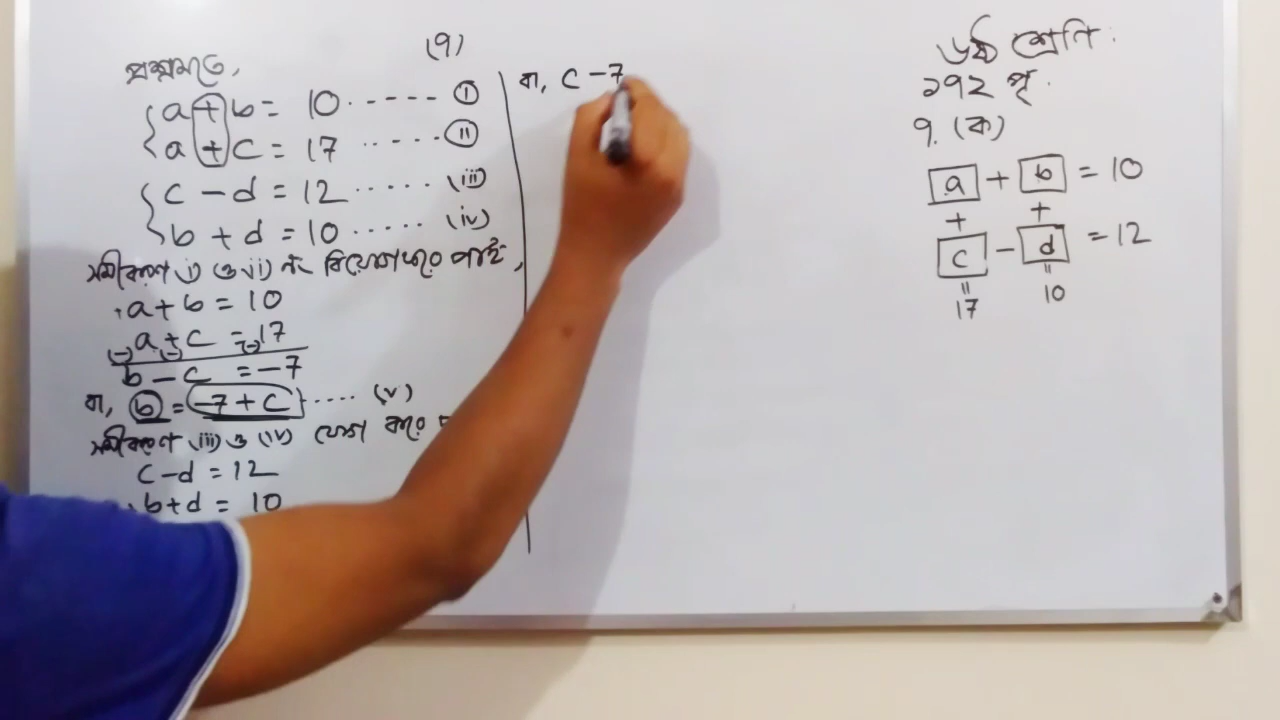 (৭)
প্রশ্নমতে,
a + b = 10 ------ (i)
a + c = 17 ------ (ii)
c - d = 12 ------ (iii)
b + d = 10 ------ (iv)
সমীকরণ (i) ও (ii) নং বিয়োগ করে পাই,
a + b = 10
a + c = 17
(-) (-) (-)
b - c = -7
বা, b = -7 + c ------ (v)
সমীকরণ (iii) ও (iv) যোগ করে
c - d = 12
b + d = 10
বা, c - 7
৬ষ্ঠ শ্রেণি
১৭২ পৃ.
৭. (ক)
a + b = 10
+ +
c - d = 12
= =
17 10